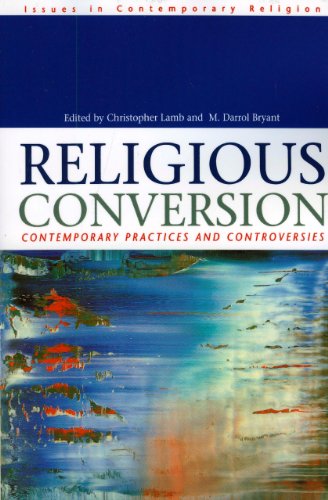 Issues in Contemporary Religion
Edited by Christopher Lamb and M. Darrol Bryant
RELIGIOUS
CONVERSION
CONTEMPORARY PRACTICES AND CONTROVERSIES